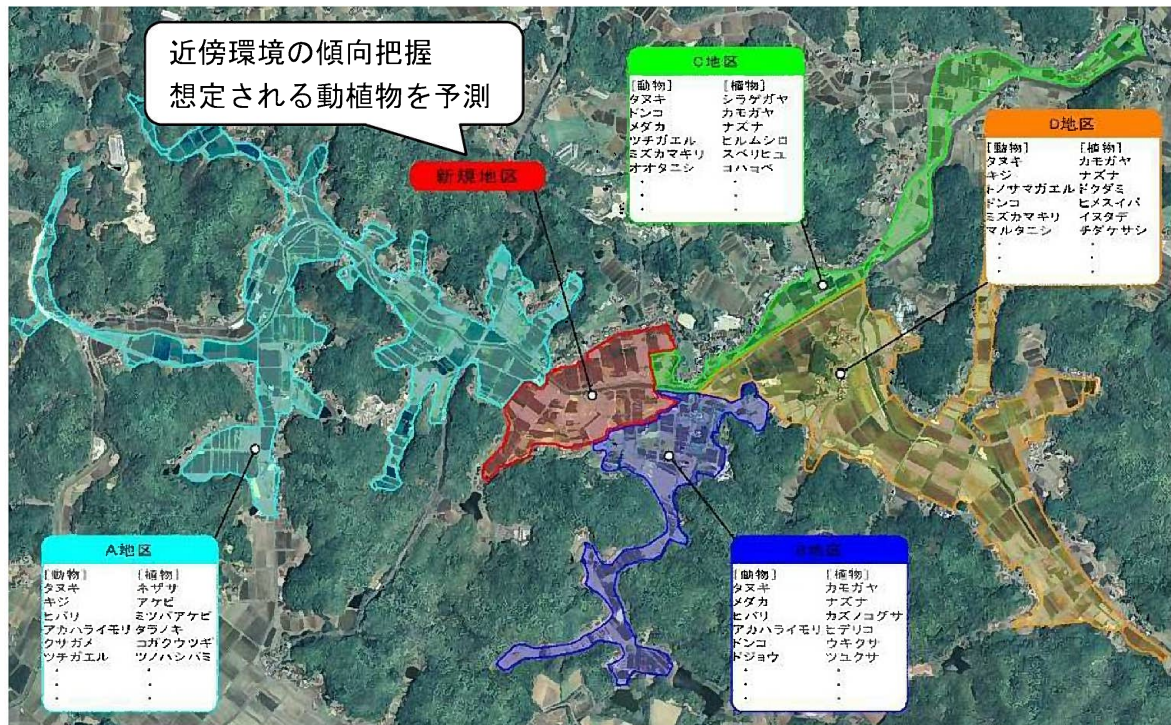 近傍環境の傾向把握
想定される動植物を予測
新規地区
C地区
[動物] [植物]
タヌキ シラゲガヤ
ドンコ カモガヤ
メダカ ナズナ
ツチガエル ヒルムシロ
ミズカマキリ スベリヒユ
オオタニシ コハコベ
・ ・
・ ・
D地区
[動物] [植物]
タヌキ カモガヤ
キジ ナズナ
トノサマガエル ドクダミ
ドンコ ヒメスイバ
ミズカマキリ イヌタデ
マルタニシ チダケサシ
・ ・
・ ・
・ ・
A地区
[動物] [植物]
タヌキ ネザサ
キジ アケビ
ヒバリ ミツバアケビ
アカハライモリ タラノキ
クサガメ コガクウツギ
ツチガエル ツノハシバミ
・ ・
・ ・
・ ・
B地区
[動物] [植物]
タヌキ カモガヤ
メダカ ナズナ
ヒバリ カズノコグサ
アカハライモリ ヒデリコ
ドンコ ウキクサ
ドジョウ ツユクサ
・ ・
・ ・
・ ・